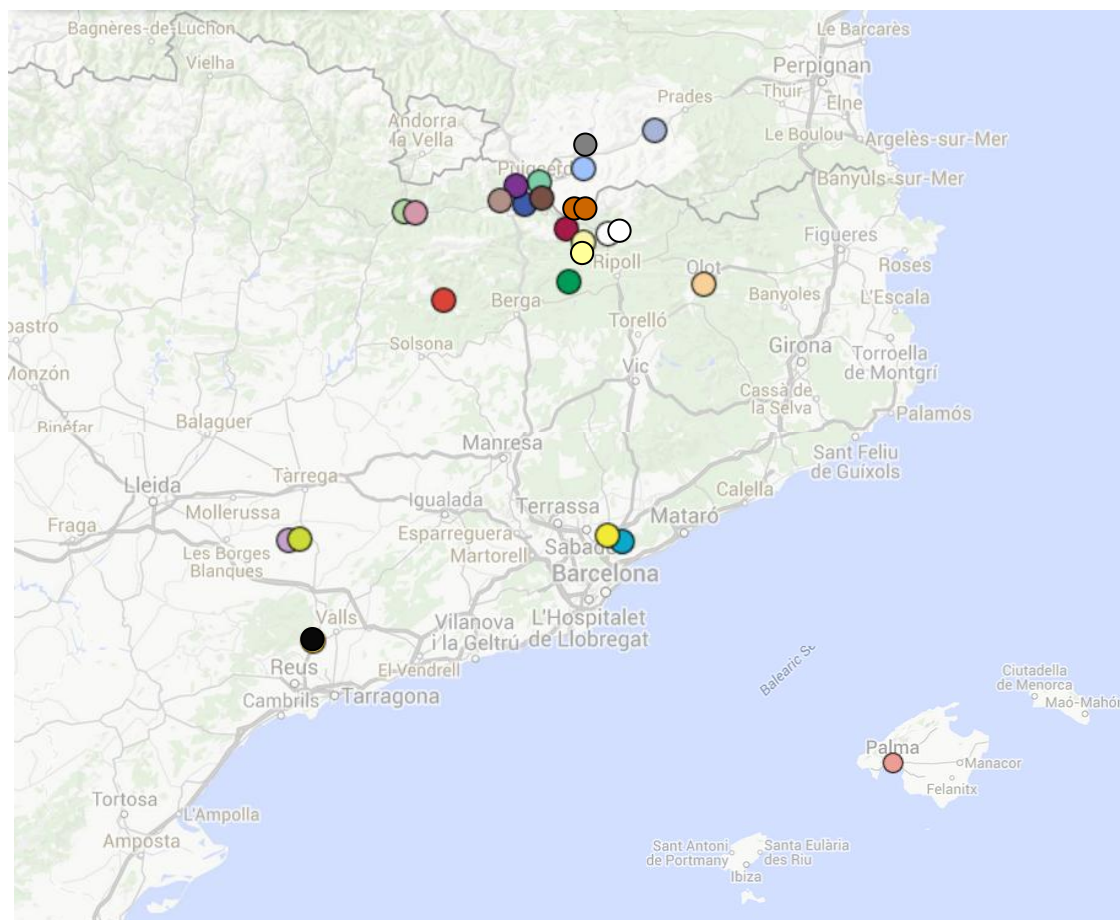 Bagnères-de-Luchon
Le Barcarès
Vielha
Perpignan
Thuir
Prades
Elne
Andorra
la Vella
Le Boulou
Argelès-sur-Mer
Banyuls-sur-Mer
Figueres
Ripoll
Olot
Roses
Berga
Banyoles
L'Escala
Torelló
Solsona
Girona
Torroella
de Montgrí
Monzón
Vic
Cassà de
la Selva
Palamós
Balaguer
Binéfar
Manresa
Sant Feliu
de Guíxols
Tàrrega
Lleida
Igualada
Calella
Mollerussa
Terrassa
Mataró
Fraga
Esparreguera
Les Borges
Blanques
Martorell
Barcelona
Valls
Vilanova
i la Geltrú
L'Hospitalet
de Llobregat
Reus
El Vendrell
Cambrils
Tarragona
Balearic
Ciutadella
de Menorca
Maó-Mahón
Palma
Manacor
Felanitx
Tortosa
L'Ampolla
Amposta
Sant Antoni
de Portmany
Santa Eulària
des Riu
Ibiza